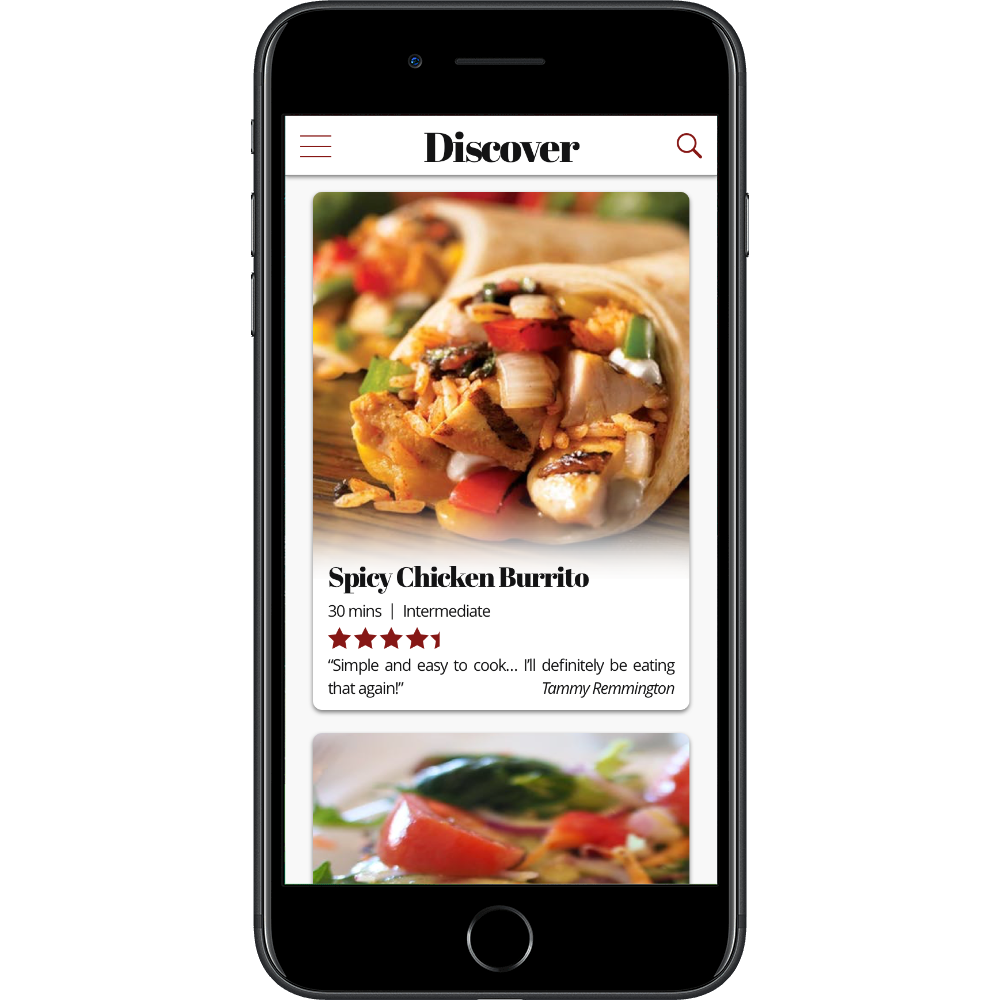 Discover
Spicy Chicken Burrito
30 mins | Intermediate
“Simple and easy to cook... I’ll definitely be eating
that again!” Tammy Remmington